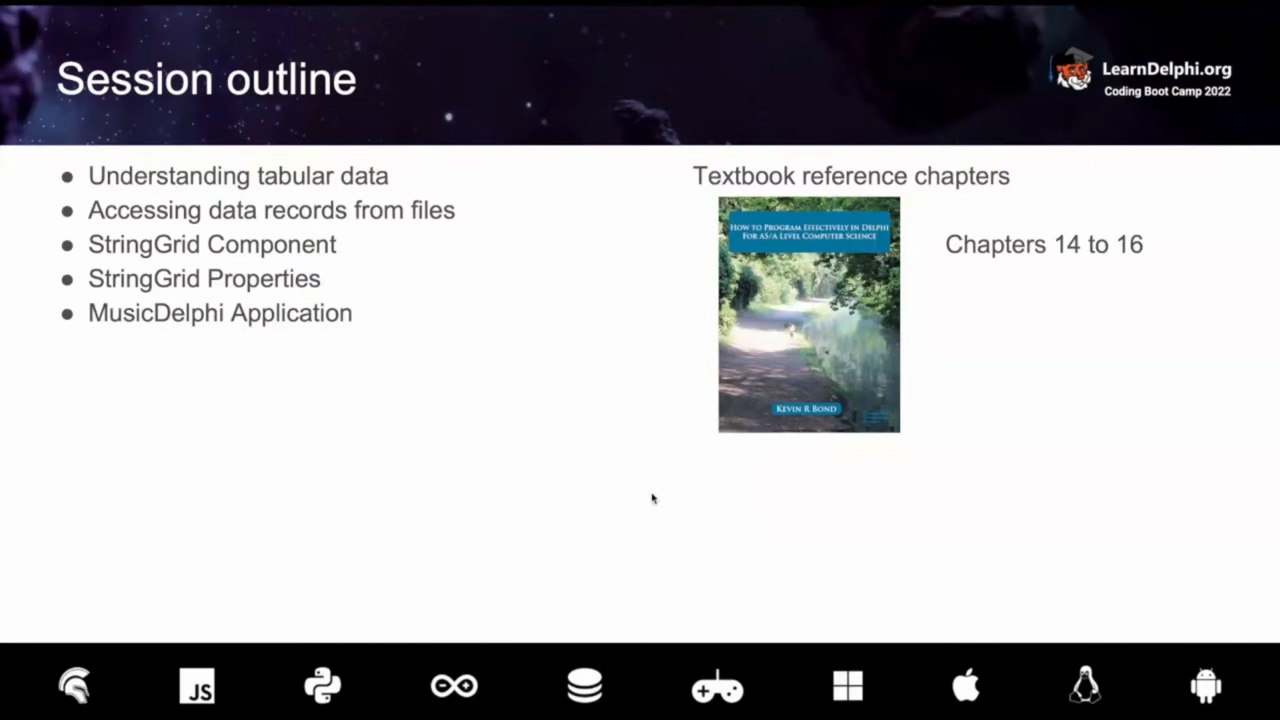 Session outline
LearnDelphi.org
Coding Boot Camp 2022
● Understanding tabular data
● Accessing data records from files
● StringGrid Component
● StringGrid Properties
● MusicDelphi Application
Textbook reference chapters
How to Program Effectively in Delphi
for AS/A Level Computer Science
Kevin R Bond
Chapters 14 to 16
JS